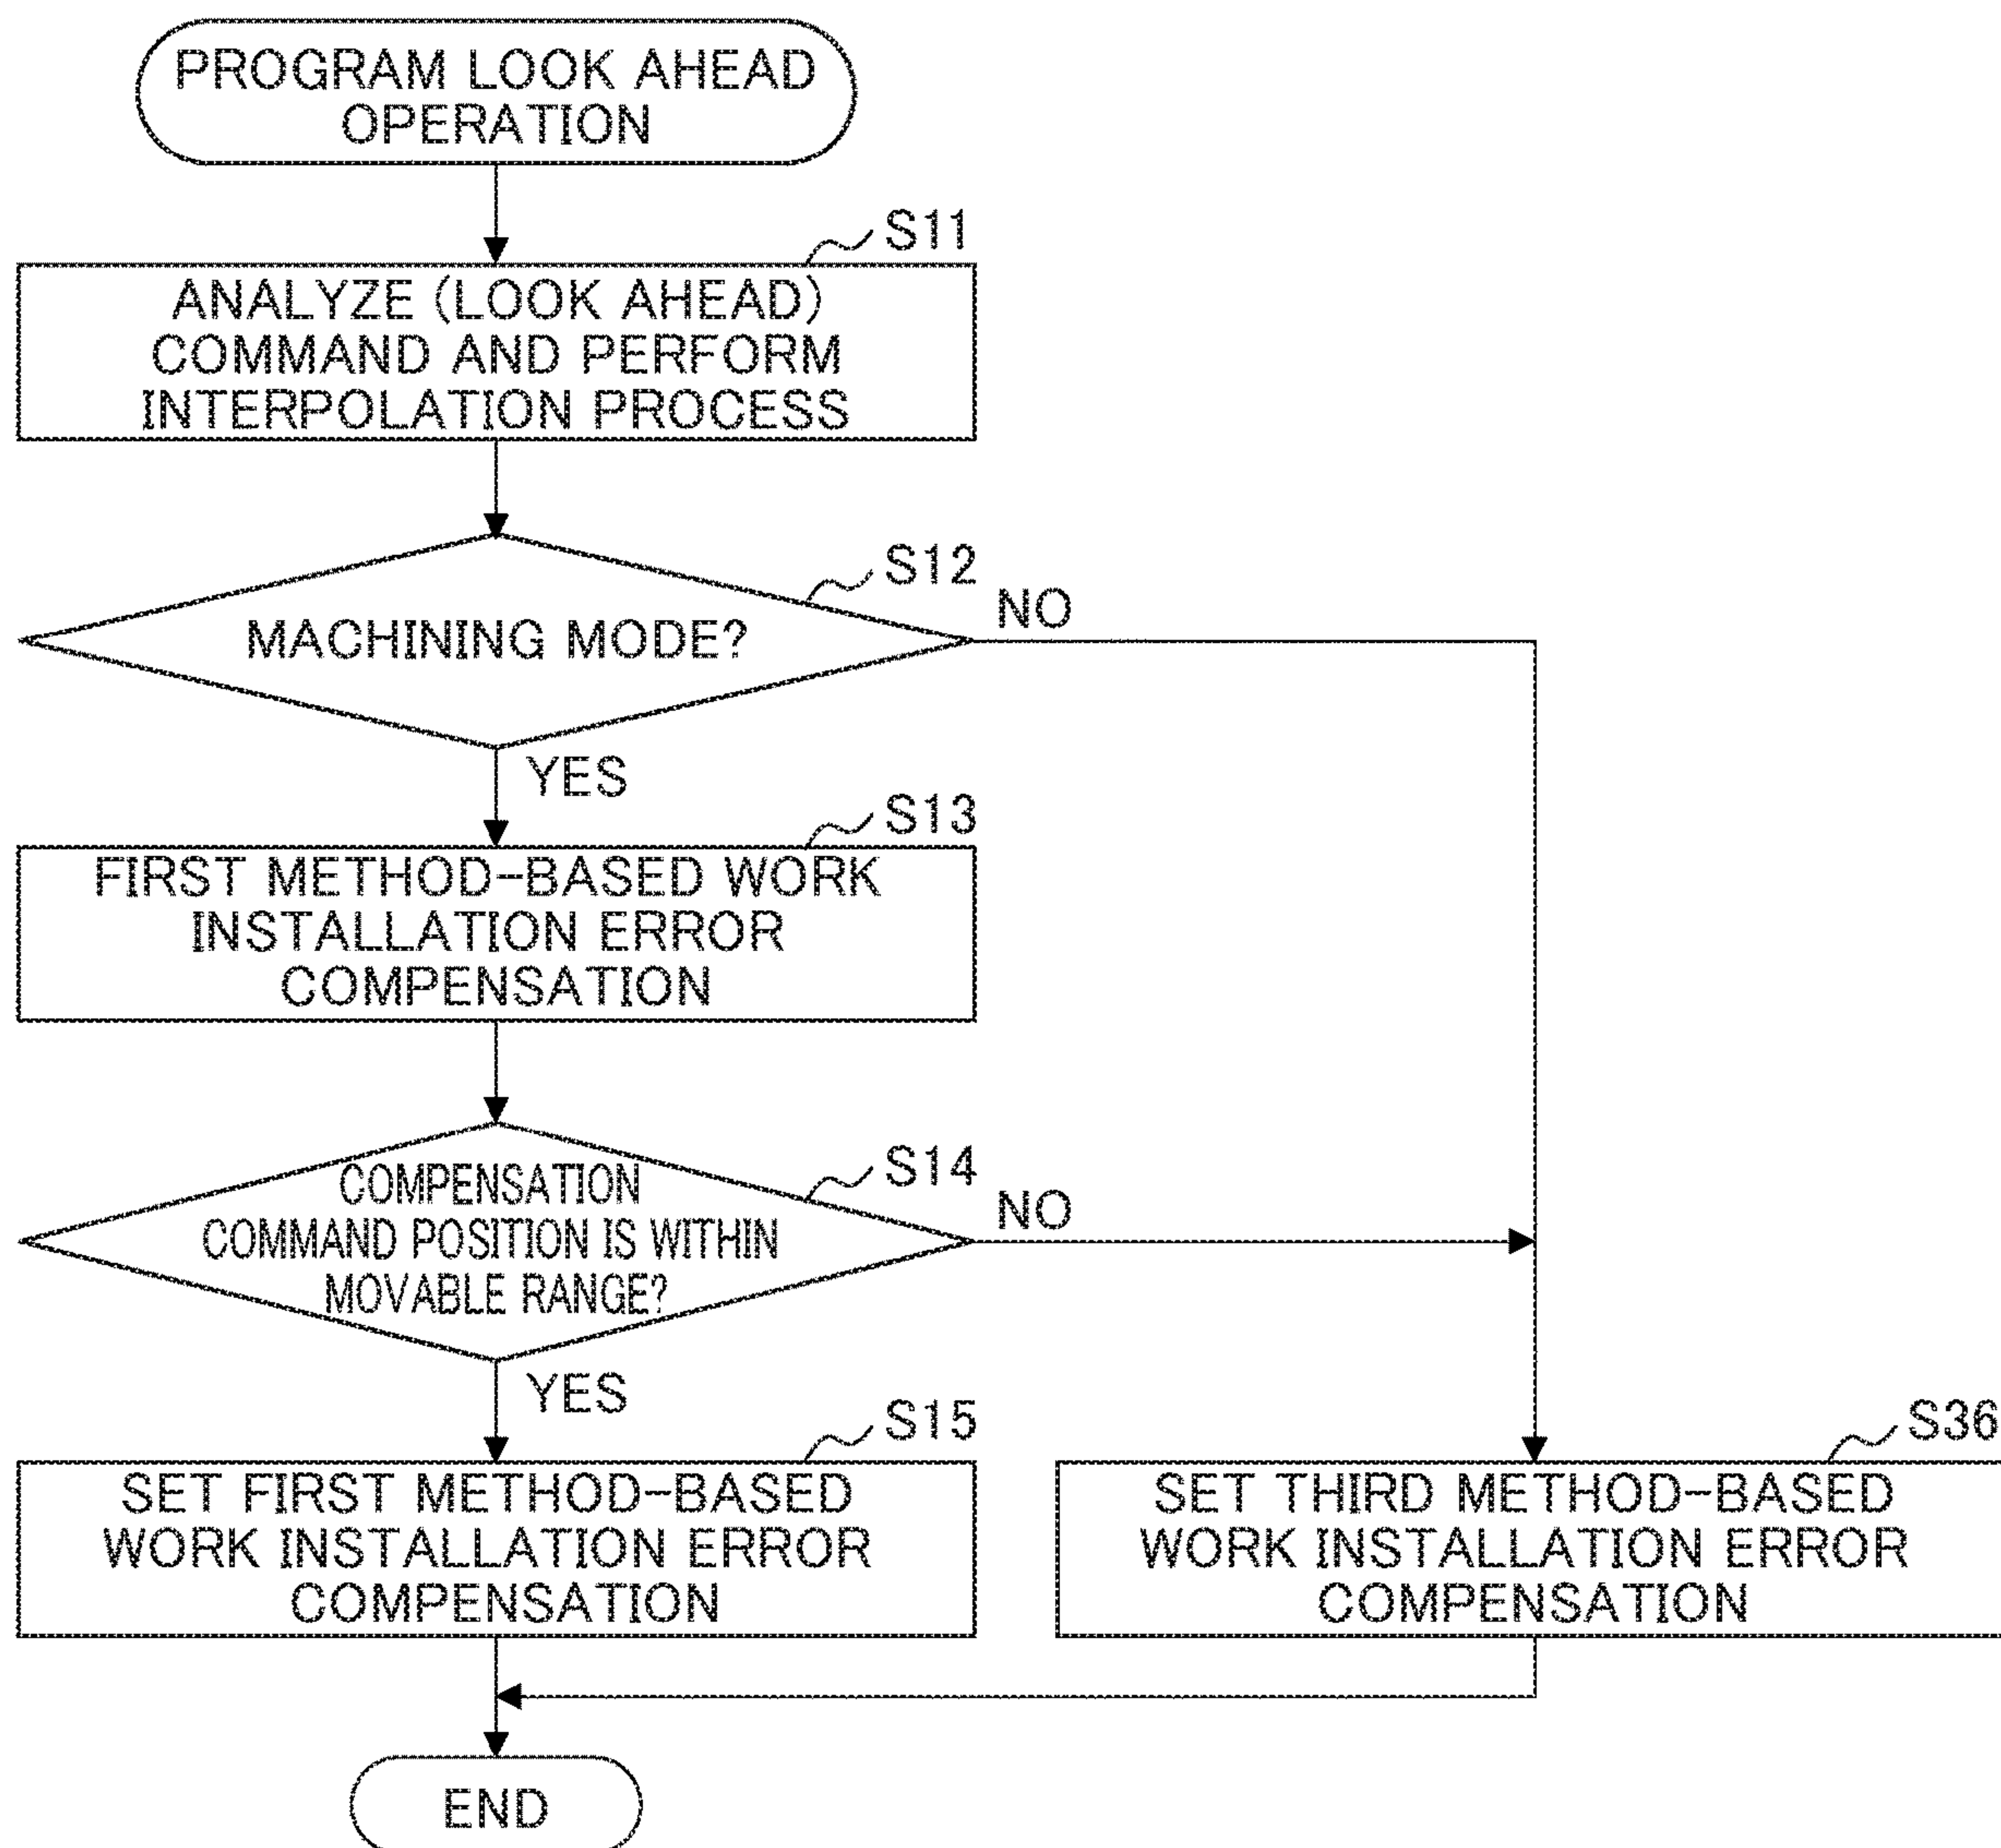 PROGRAM LOOK AHEAD
OPERATION
S11
ANALYZE (LOOK AHEAD)
COMMAND AND PERFORM
INTERPOLATION PROCESS
S12
MACHINING MODE?
NO
YES
S13
FIRST METHOD-BASED WORK
INSTALLATION ERROR
COMPENSATION
S14
COMPENSATION
COMMAND POSITION IS WITHIN
MOVABLE RANGE?
NO
YES
S15
SET FIRST METHOD-BASED
WORK INSTALLATION ERROR
COMPENSATION
S36
SET THIRD METHOD-BASED
WORK INSTALLATION ERROR
COMPENSATION
END